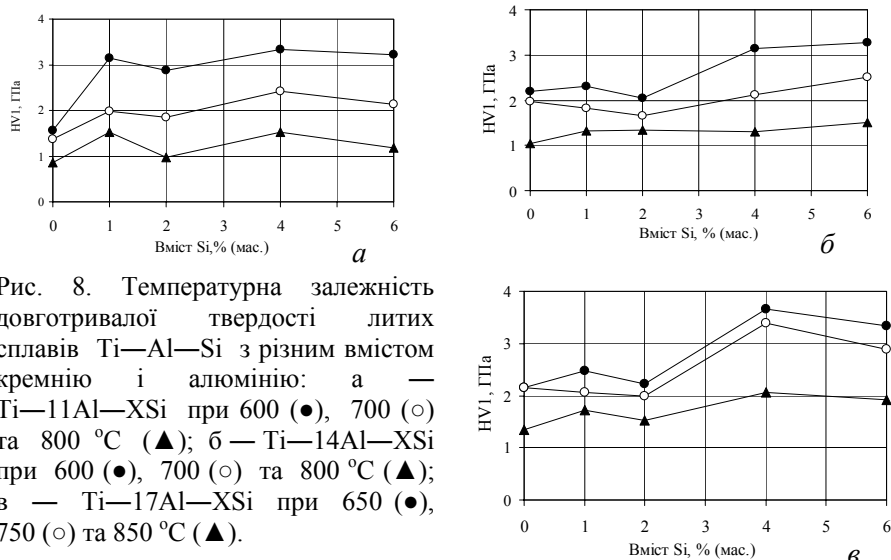 4
3
2
1
0
HV1, ГПа
0 1 2 3 4 5 6
Вміст Si,% (мас.)
а
4
3
2
1
0
HV1, ГПа
0 1 2 3 4 5 6
Вміст Si, % (мас.)
б
Рис. 8. Температурна залежність
довготривалої твердості литих
сплавів Ti—Al—Si з різним вмістом
кремнію і алюмінію: а —
Ti—11Al—XSi при 600 (●), 700 (○)
та 800 °С (▲); б — Ti—14Al—XSi
при 600 (●), 700 (○) та 800 °С (▲);
в — Ti—17Al—XSi при 650 (●),
750 (○) та 850 °С (▲).
4
3
2
1
0
HV1, ГПа
0 1 2 3 4 5 6
Вміст Si, % (мас.)
в